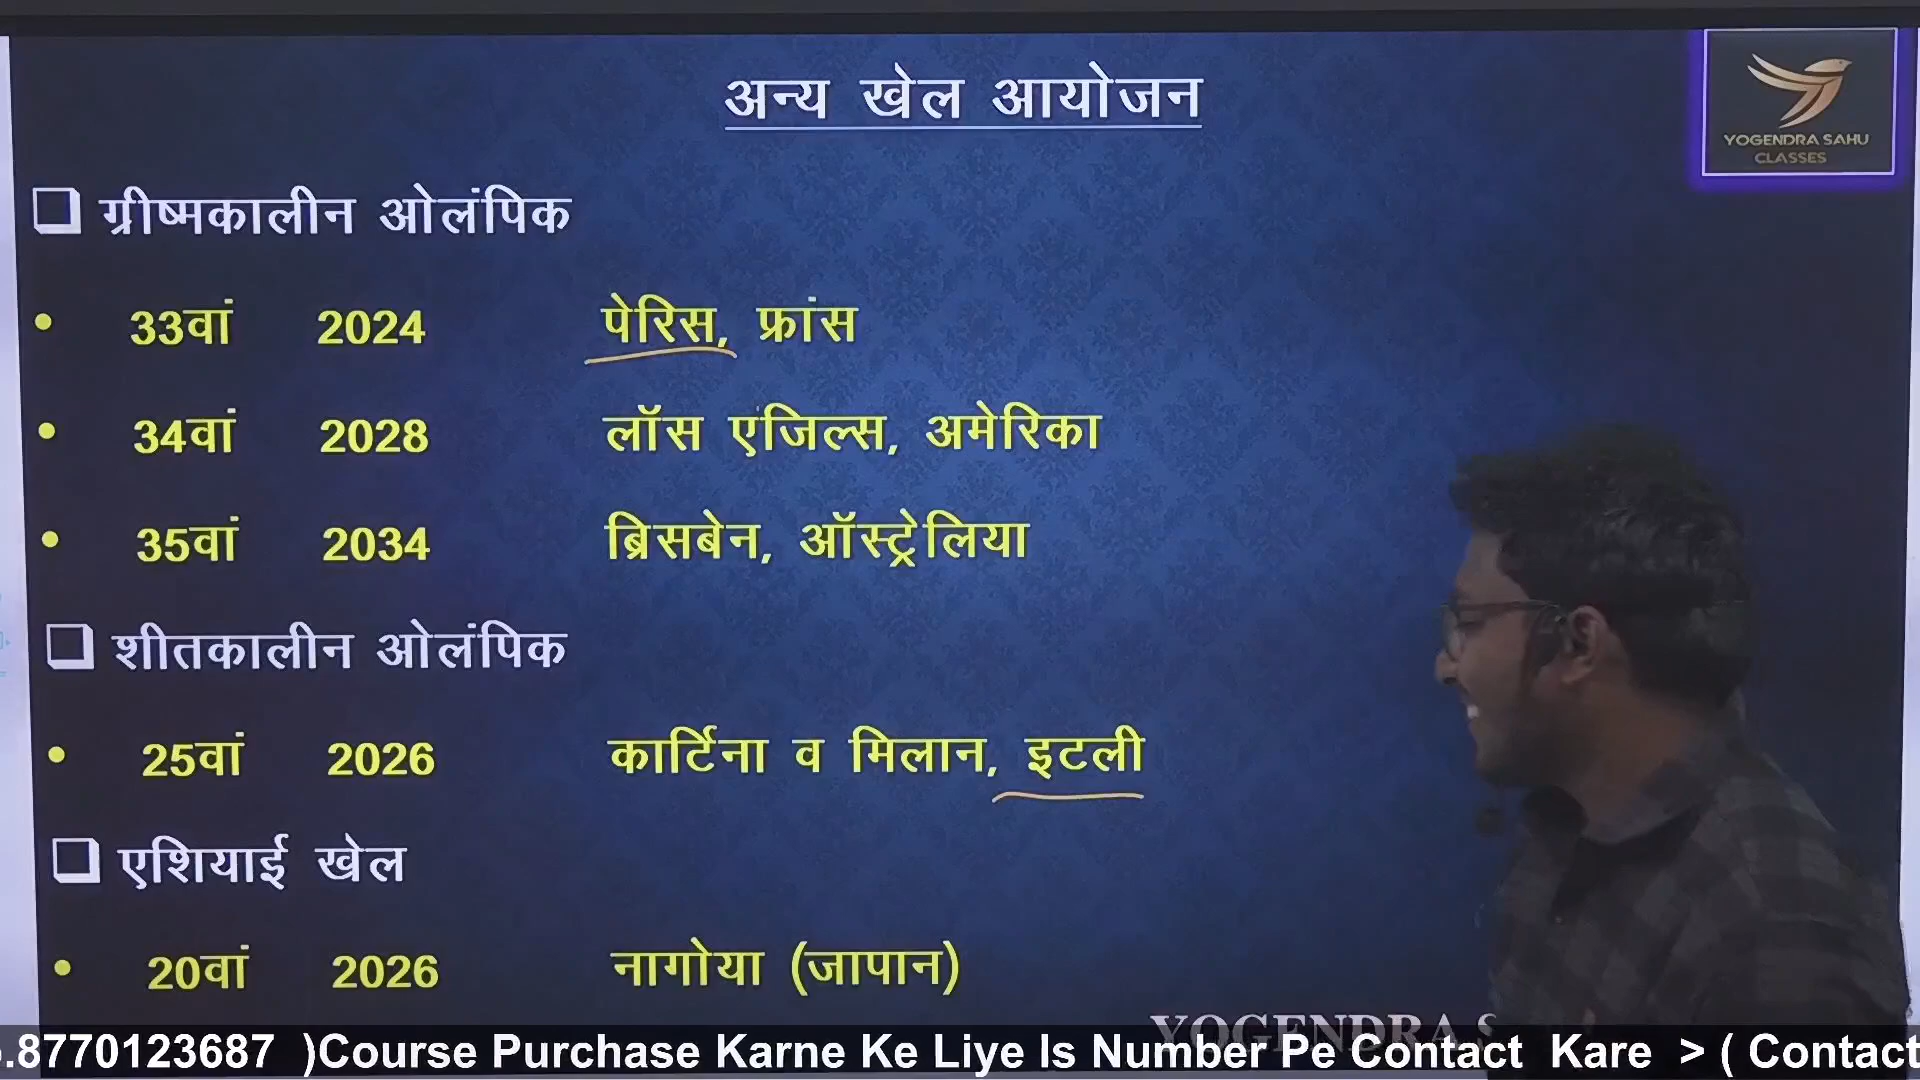 अन्य खेल आयोजन
YOGENDRA SAHU
CLASSES
ग्रीष्मकालीन ओलंपिक
• 33वां 2024 पेरिस, फ्रांस
• 34वां 2028 लॉस एंजिल्स, अमेरिका
• 35वां 2034 ब्रिसबेन, ऑस्ट्रेलिया
शीतकालीन ओलंपिक
• 25वां 2026 कार्टिना व मिलान, इटली
एशियाई खेल
• 20वां 2026 नागोया (जापान)
YOGENDRA S
.8770123687 )Course Purchase Karne Ke Liye Is Number Pe Contact Kare > ( Contact